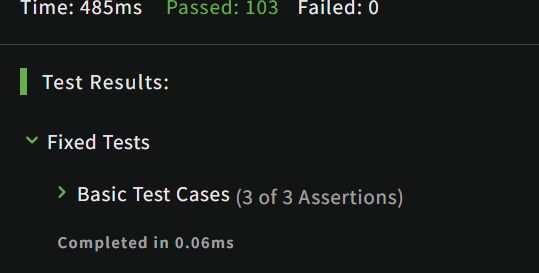 Time: 485ms Passed: 103 Failed: 0
Test Results:
Fixed Tests
Basic Test Cases (3 of 3 Assertions)
Completed in 0.06ms